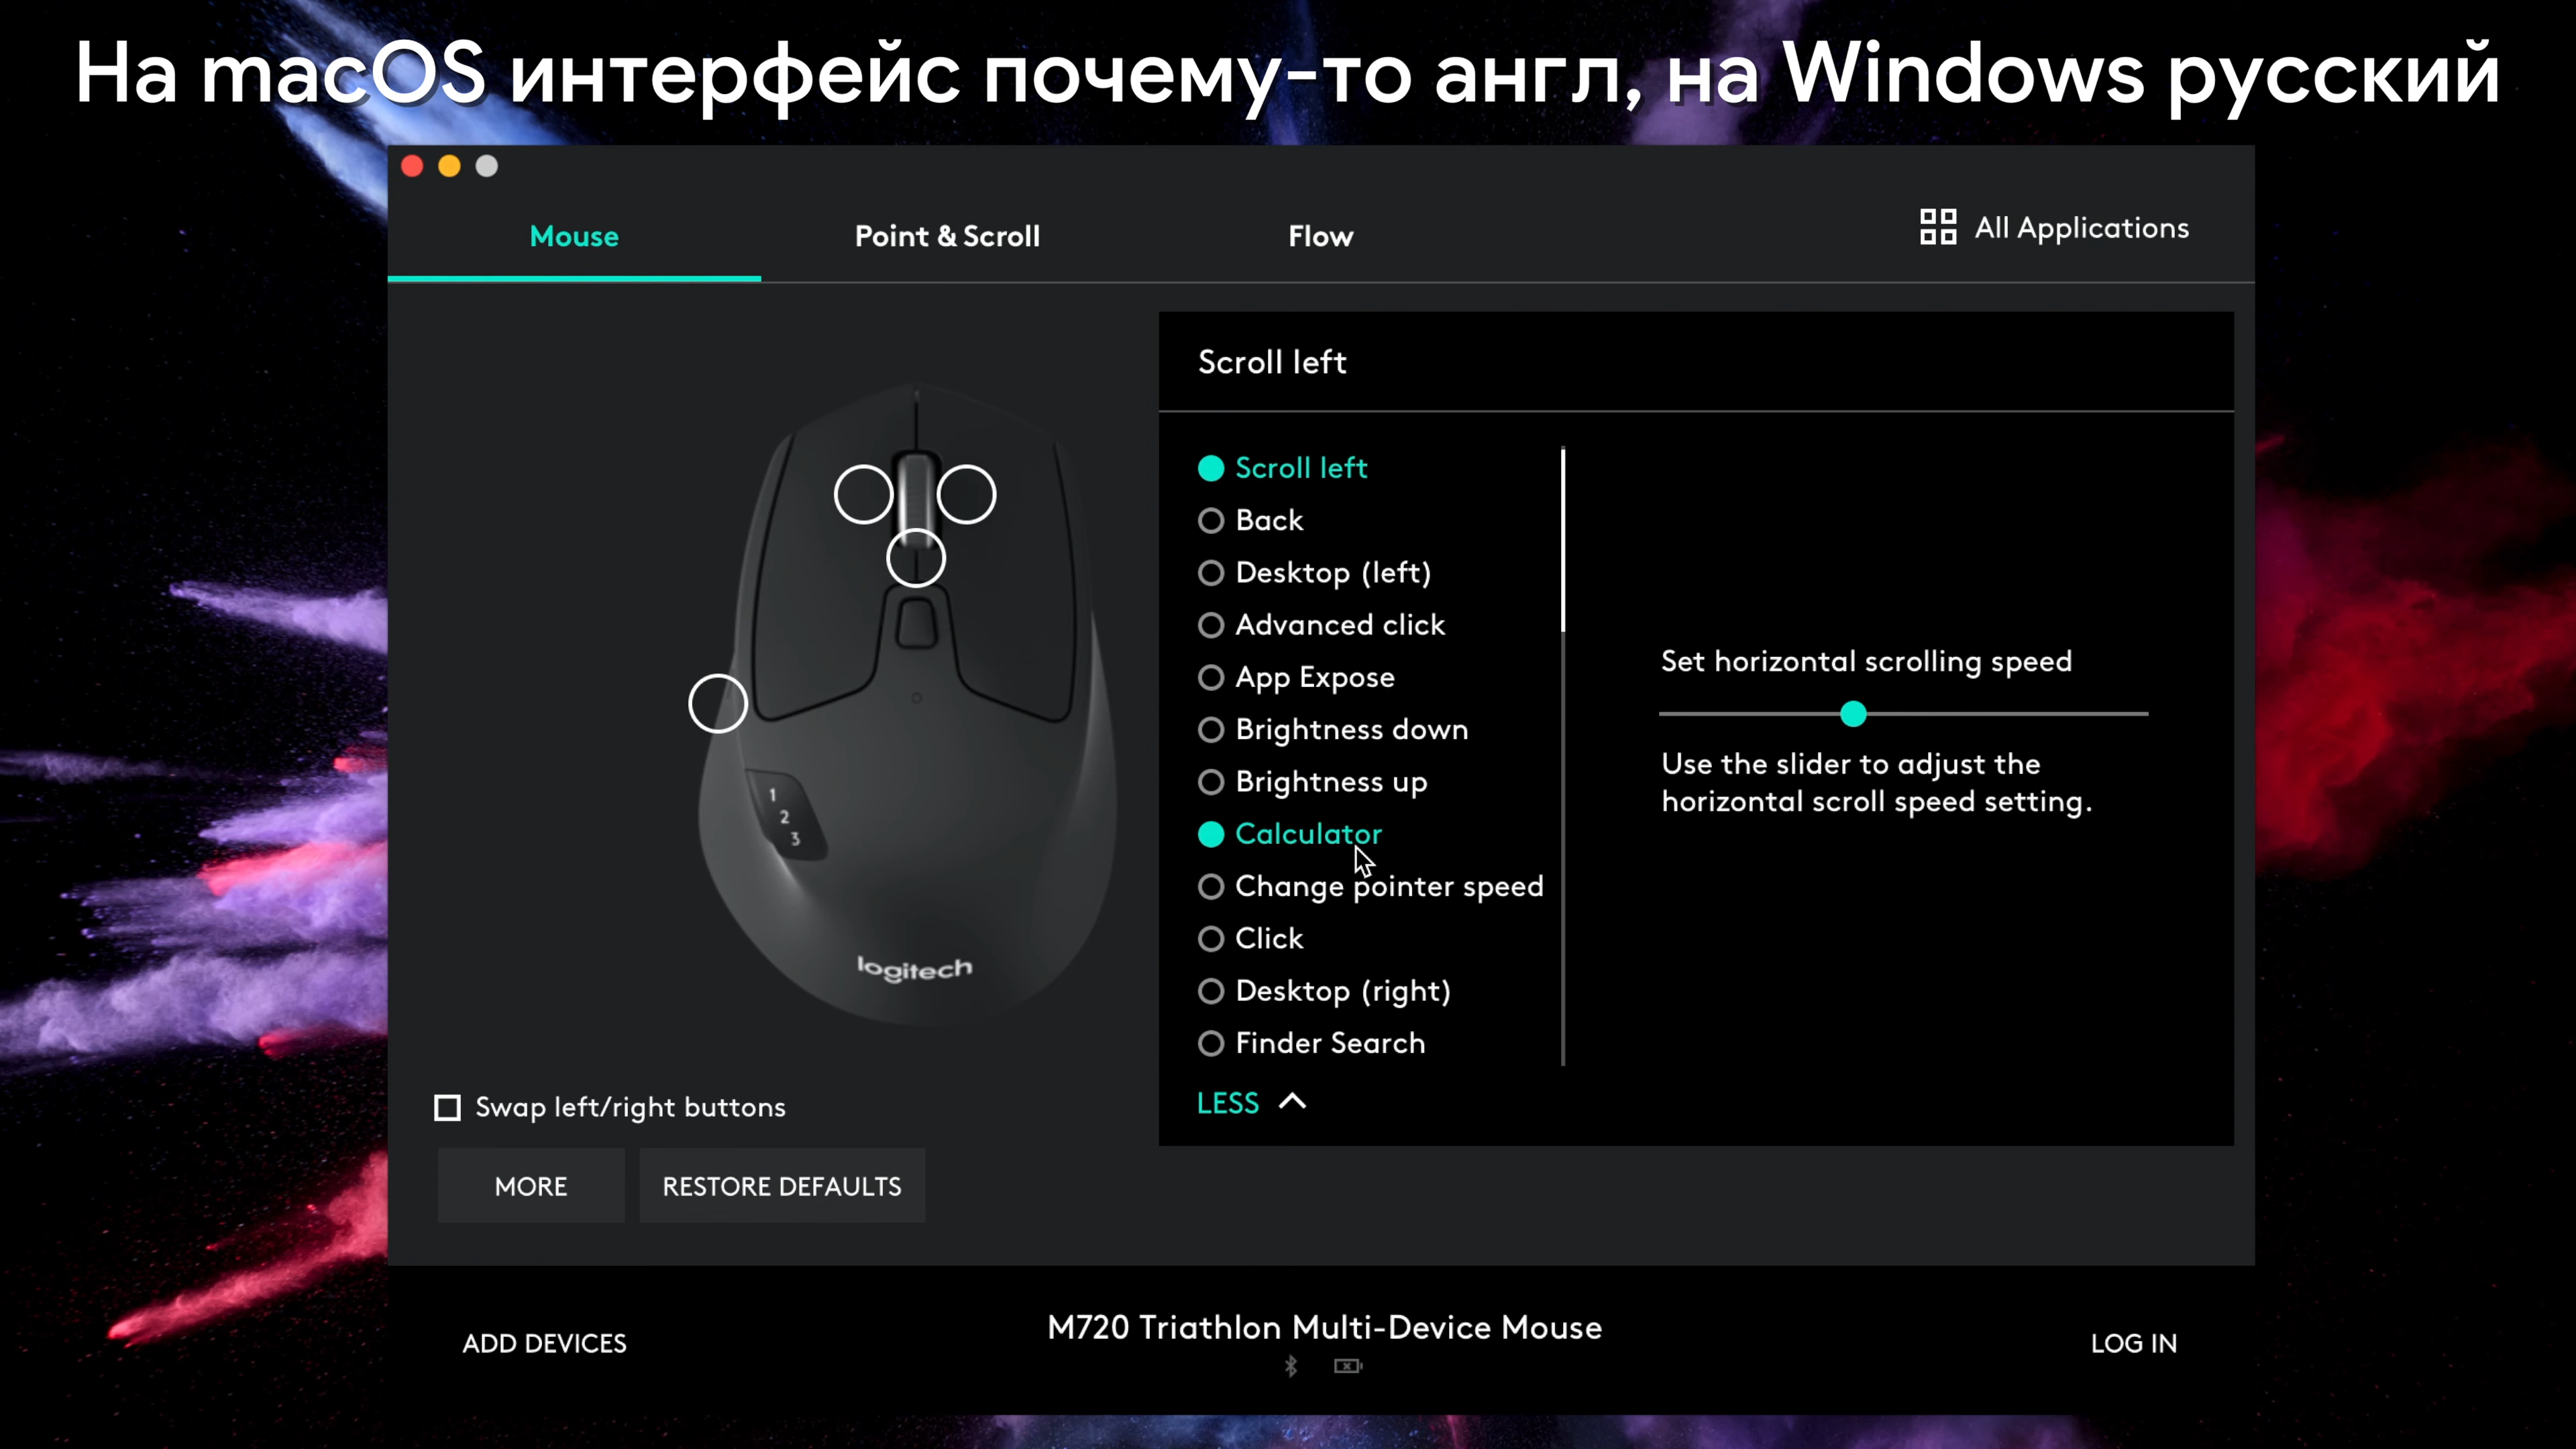 На macOS интерфейс почему-то англ, на Windows русский
Mouse
Point & Scroll
Flow
All Applications
Scroll left
Scroll left
Back
Desktop (left)
Advanced click
App Expose
Brightness down
Brightness up
Calculator
Change pointer speed
Click
Desktop (right)
Finder Search
LESS
Set horizontal scrolling speed
Use the slider to adjust the
horizontal scroll speed setting.
1
2
3
logitech
Swap left/right buttons
MORE
RESTORE DEFAULTS
ADD DEVICES
M720 Triathlon Multi-Device Mouse
LOG IN